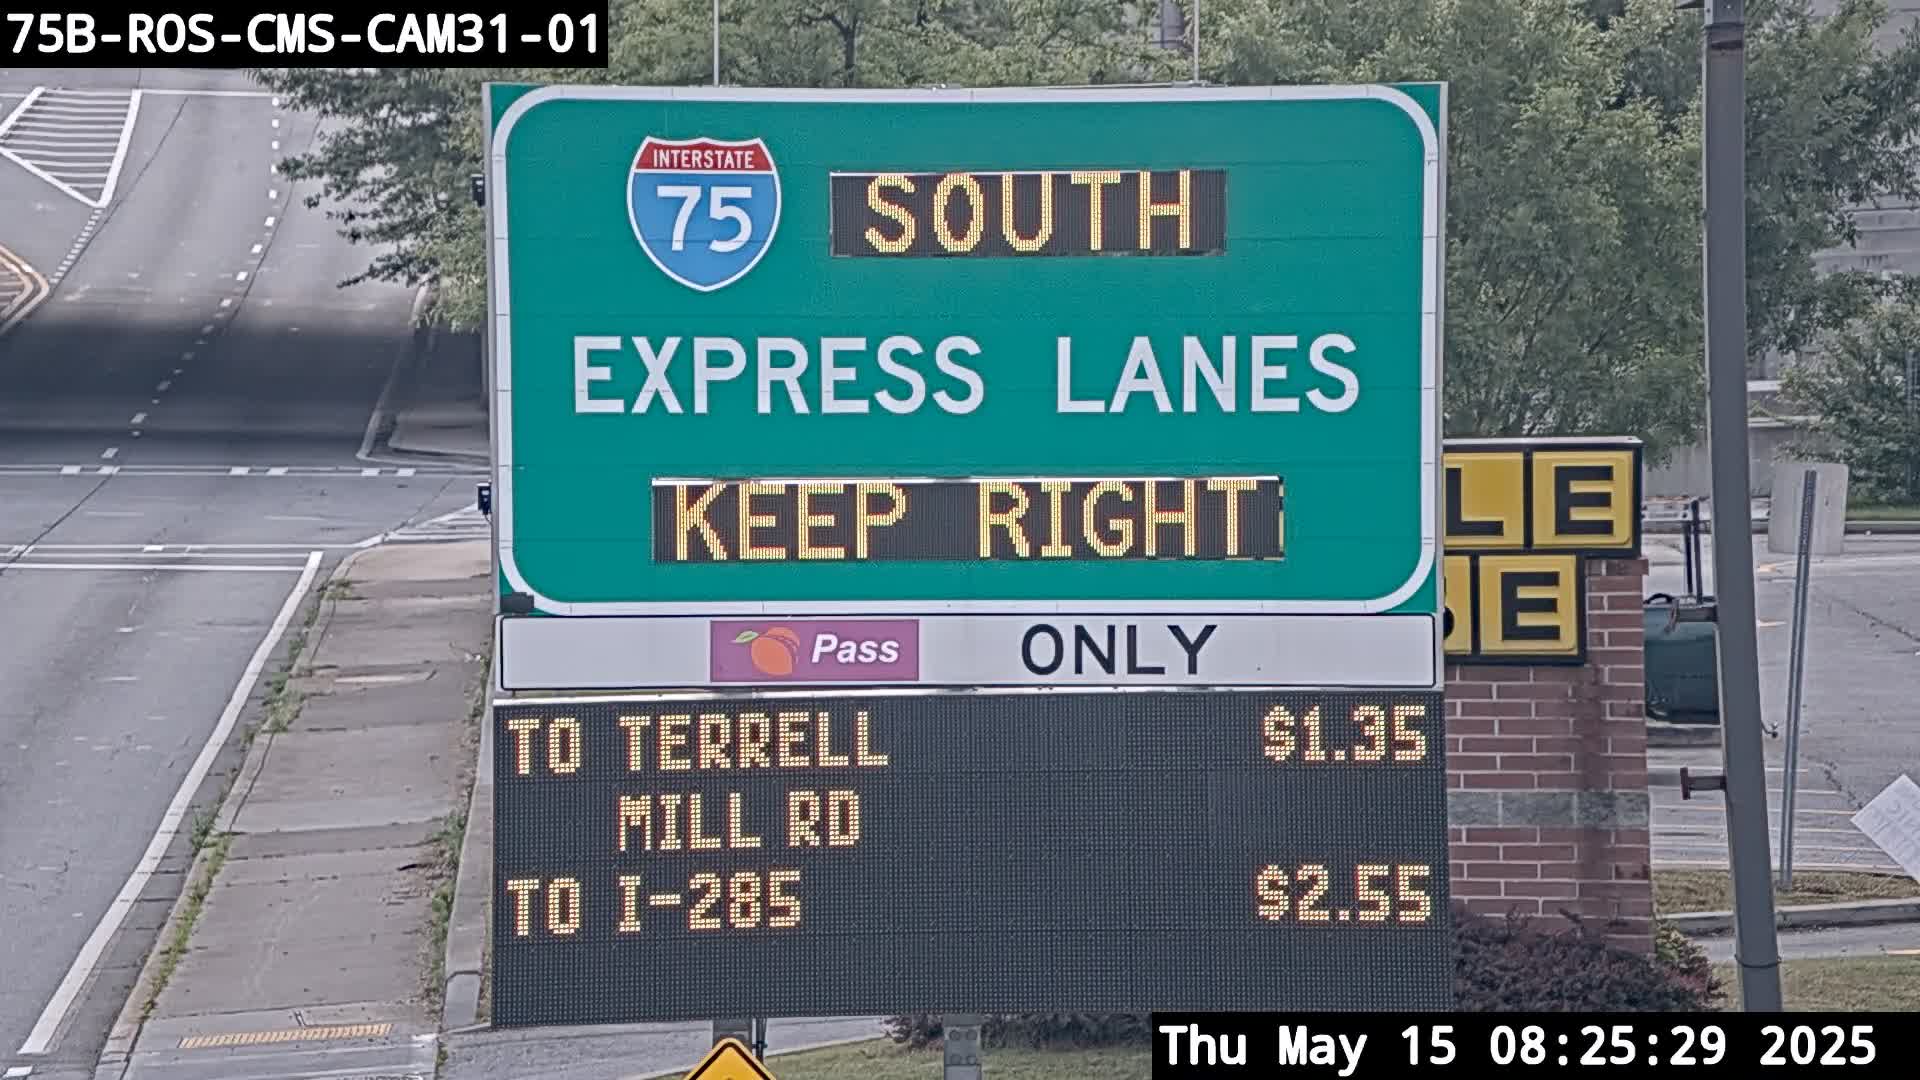 75B-ROS-CMS-CAM31-01
INTERSTATE
75
SOUTH
EXPRESS LANES
KEEP RIGHT
Pass ONLY
TO TERRELL $1.35
MILL RD
TO I-285 $2.55
LE
E
Thu May 15 08:25:29 2025